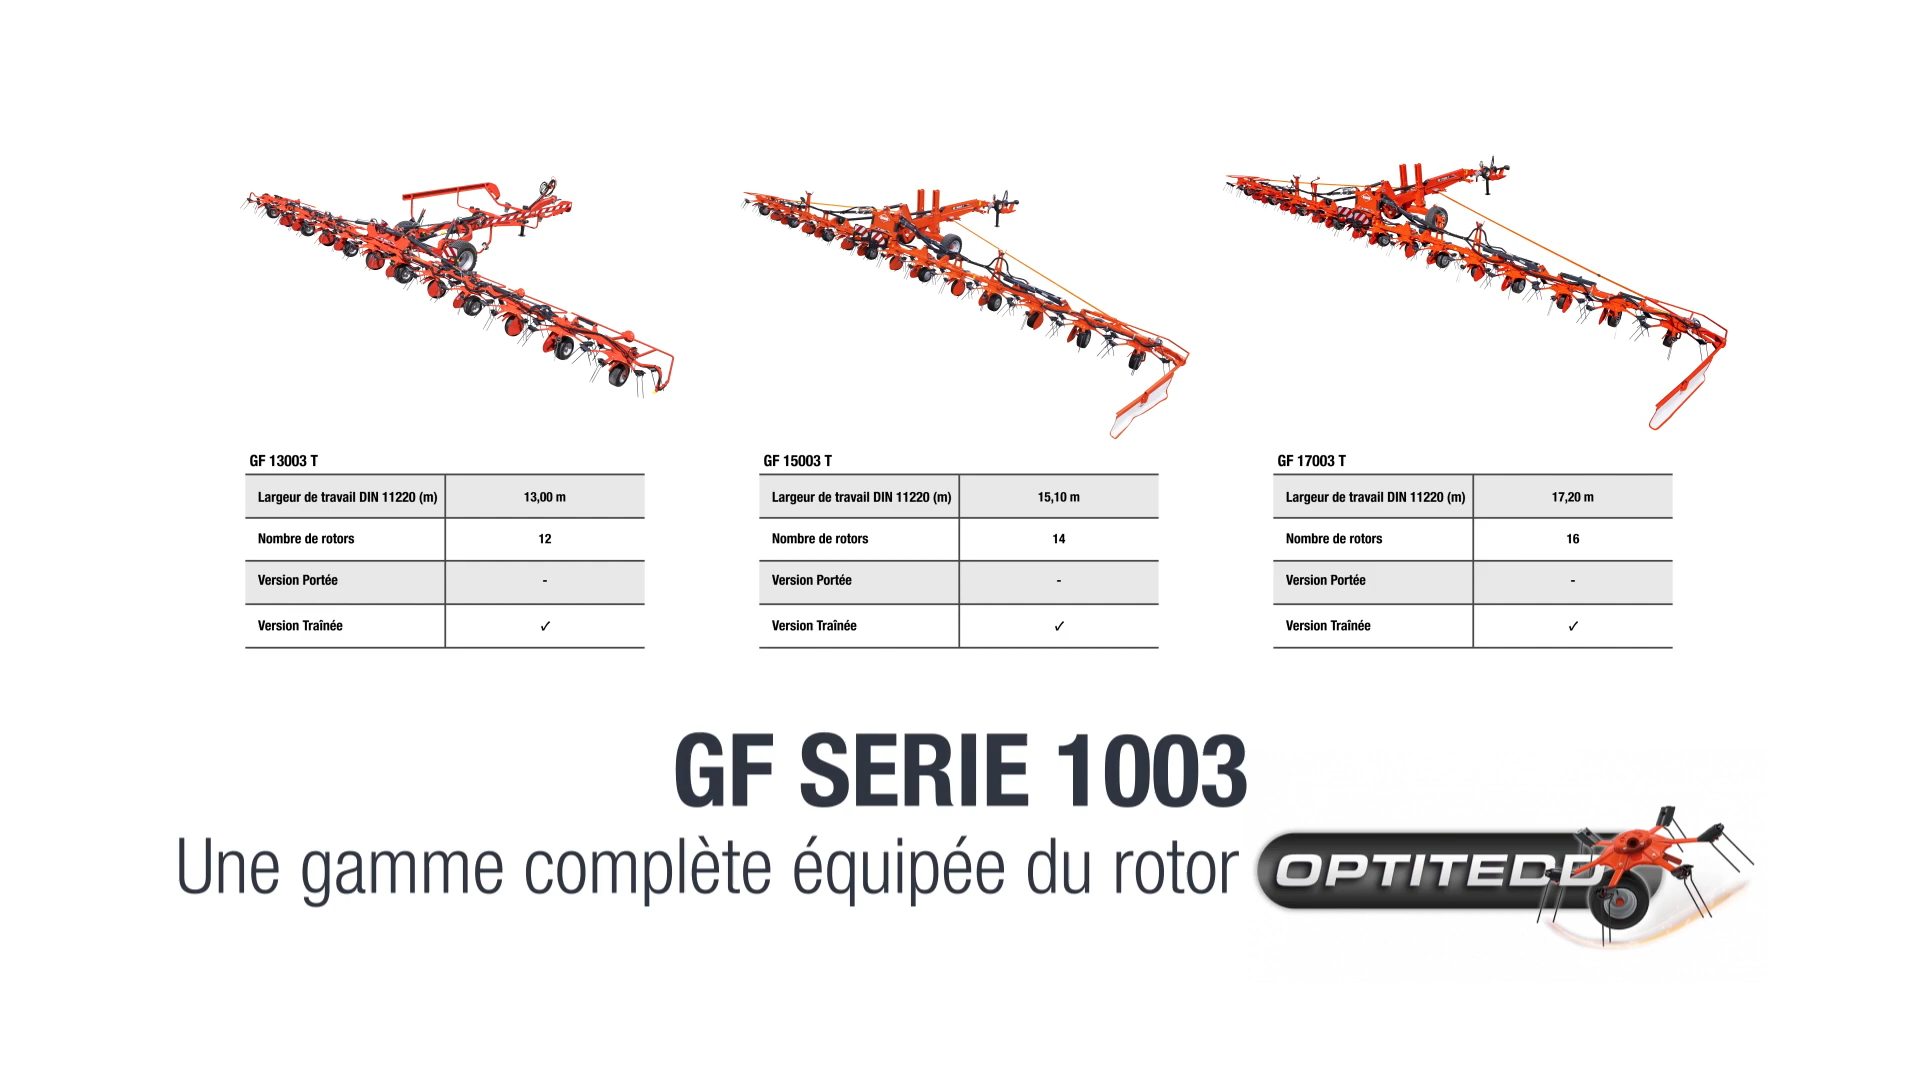 GF 13003 T
Largeur de travail DIN 11220 (m) 13,00 m
Nombre de rotors 12
Version Portée -
Version Traînée ✓
GF 15003 T
Largeur de travail DIN 11220 (m) 15,10 m
Nombre de rotors 14
Version Portée -
Version Traînée ✓
GF 17003 T
Largeur de travail DIN 11220 (m) 17,20 m
Nombre de rotors 16
Version Portée -
Version Traînée ✓
GF SERIE 1003
Une gamme complète équipée du rotor OPTITEDD